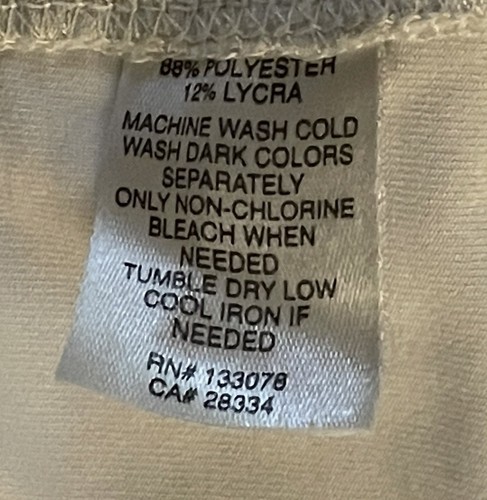 88% POLYESTER
12% LYCRA
MACHINE WASH COLD
WASH DARK COLORS
SEPARATELY
ONLY NON-CHLORINE
BLEACH WHEN
NEEDED
TUMBLE DRY LOW
COOL IRON IF
NEEDED
RN# 133078
CA# 28334